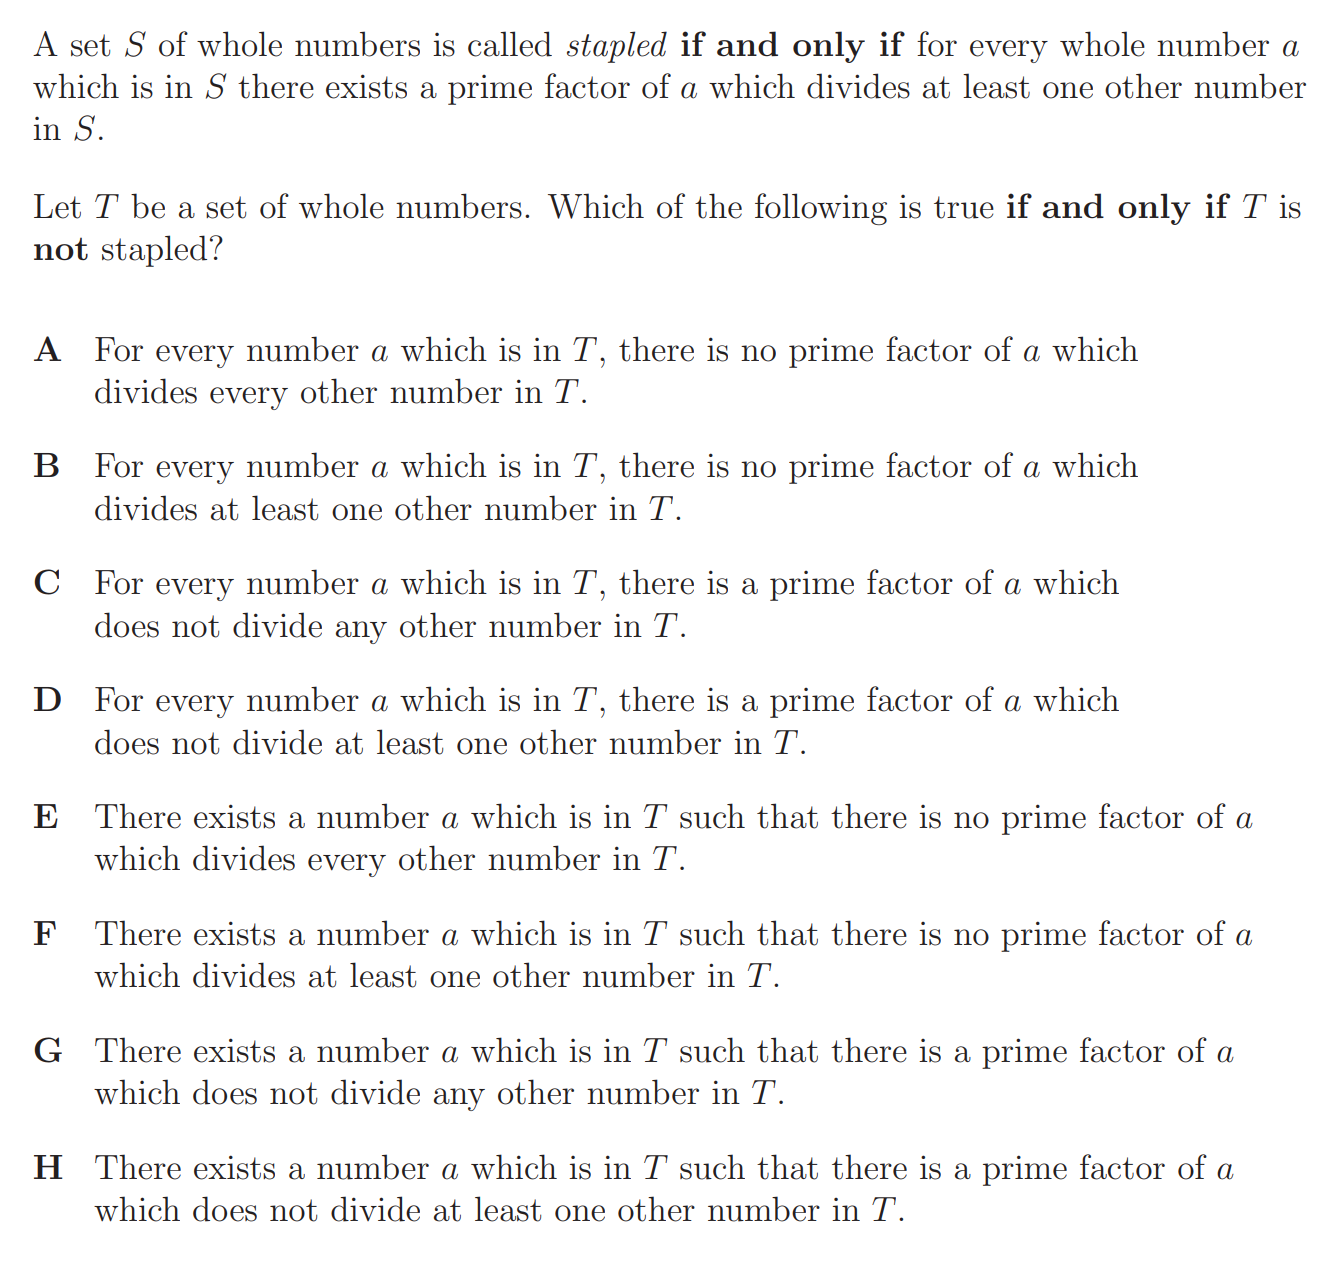 A set S of whole numbers is called stapled if and only if for every whole number a
which is in S there exists a prime factor of a which divides at least one other number
in S.
Let T be a set of whole numbers. Which of the following is true if and only if T is
not stapled?
A For every number a which is in T, there is no prime factor of a which
divides every other number in T.
B For every number a which is in T, there is no prime factor of a which
divides at least one other number in T.
C For every number a which is in T, there is a prime factor of a which
does not divide any other number in T.
D For every number a which is in T, there is a prime factor of a which
does not divide at least one other number in T.
E There exists a number a which is in T such that there is no prime factor of a
which divides every other number in T.
F There exists a number a which is in T such that there is no prime factor of a
which divides at least one other number in T.
G There exists a number a which is in T such that there is a prime factor of a
which does not divide any other number in T.
H There exists a number a which is in T such that there is a prime factor of a
which does not divide at least one other number in T.